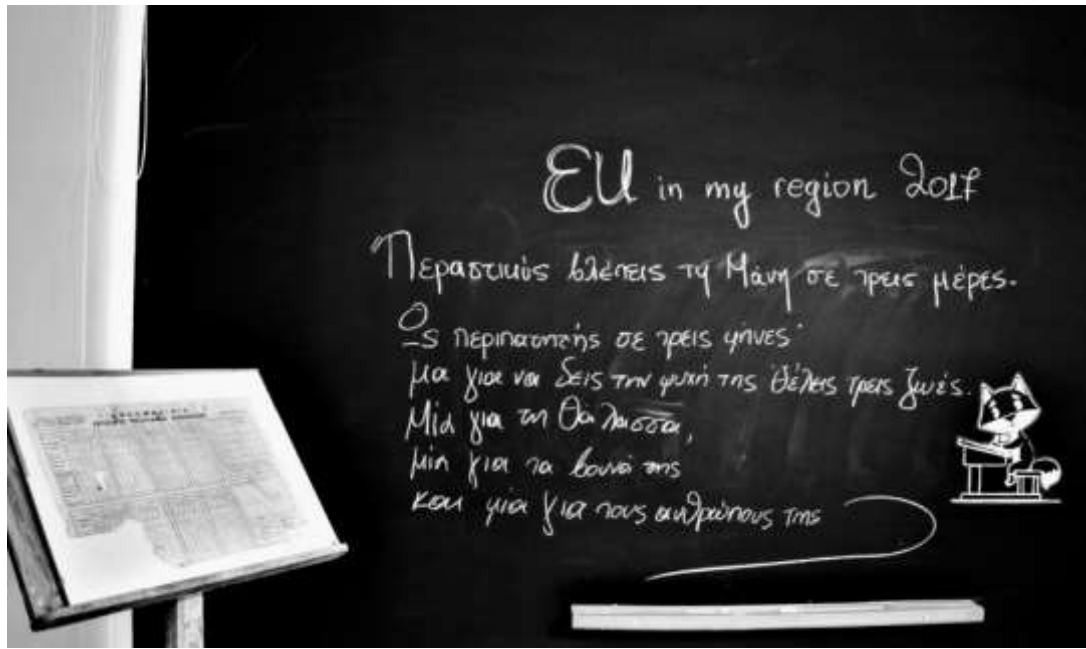 EU in my region 2017
"Περαστικός βλέπεις τη Μάνη σε τρεις μέρες.
Ως περιπατητής σε τρεις μήνες·
μα για να δεις την ψυχή της θέλεις τρεις ζωές.
Μία για τη θάλασσα,
μία για τα βουνά της
και μία για τους ανθρώπους της